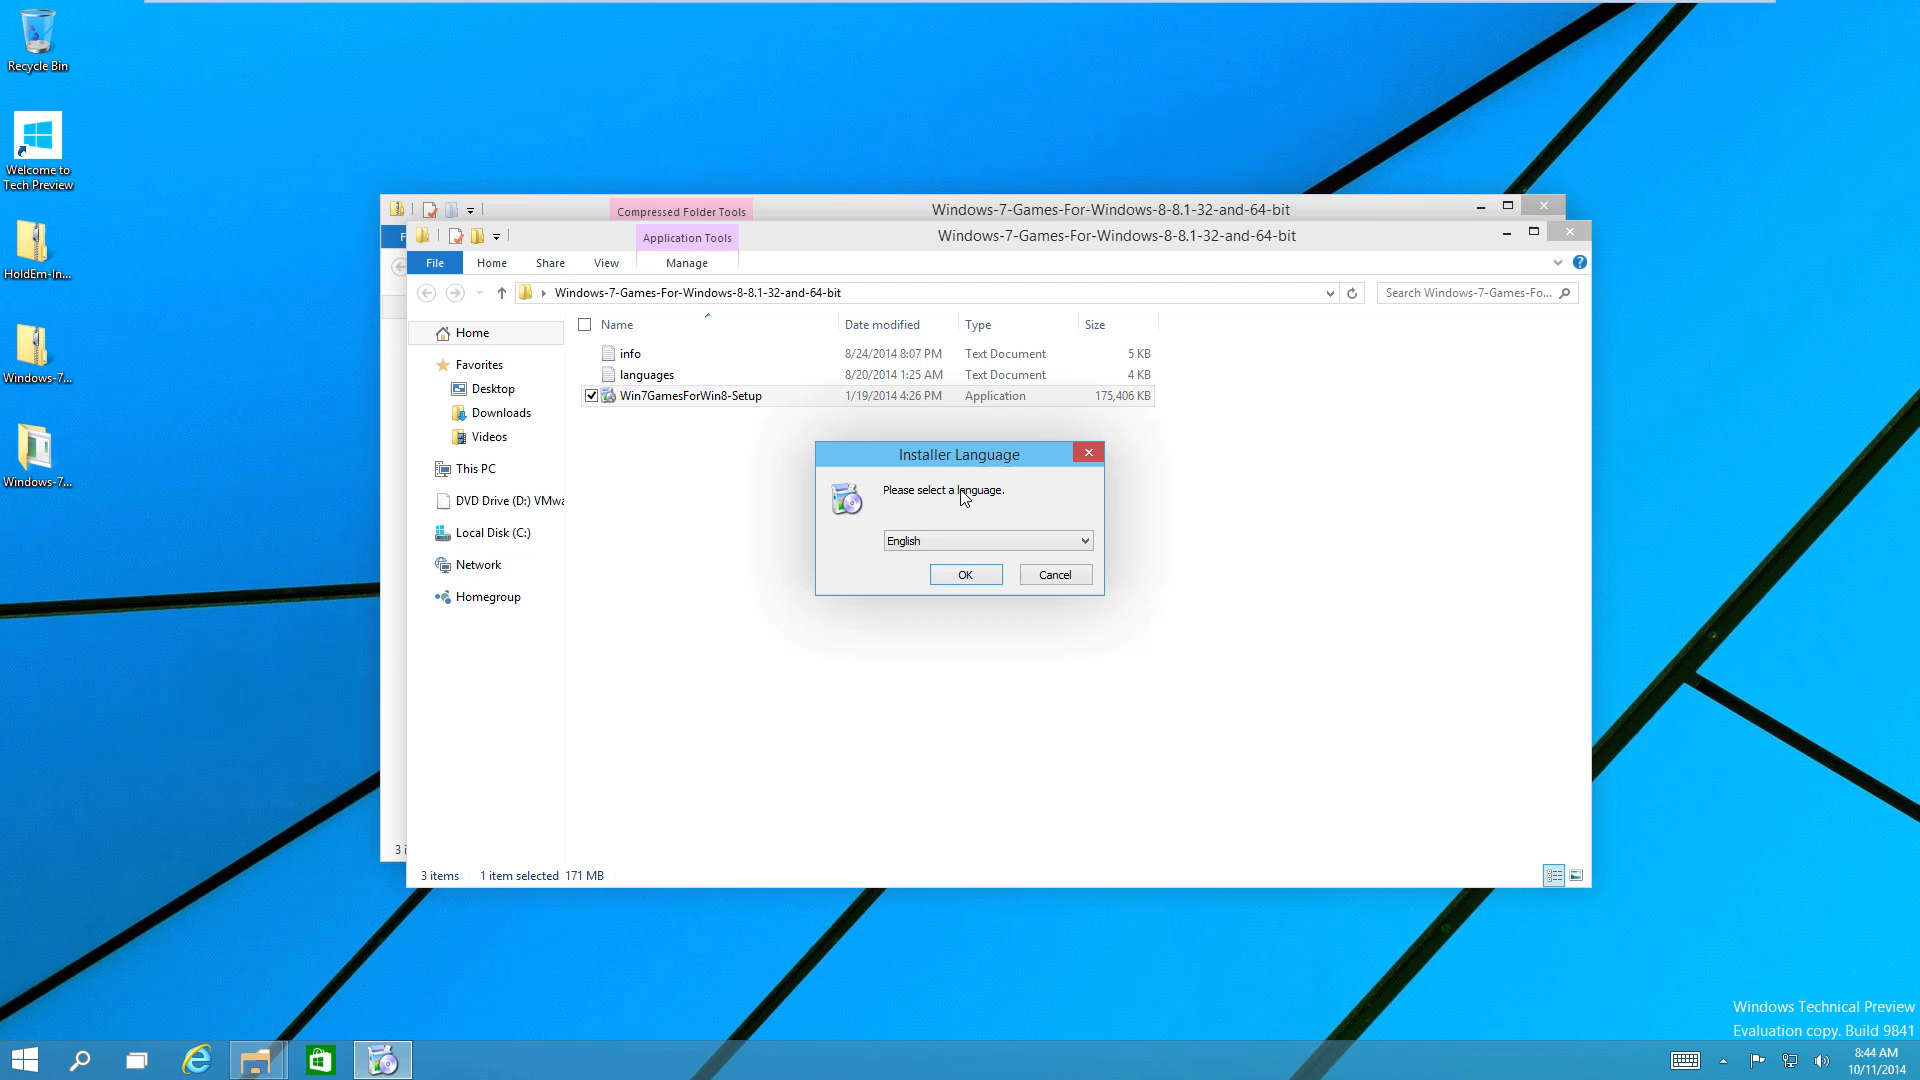 Recycle Bin
Welcome to
Tech Preview
HoldEm-In...
Windows-7...
Windows-7...
Compressed Folder Tools
Windows-7-Games-For-Windows-8-8.1-32-and-64-bit
F
Application Tools
Windows-7-Games-For-Windows-8-8.1-32-and-64-bit
File
Home
Share
View
Manage
Windows-7-Games-For-Windows-8-8.1-32-and-64-bit
Search Windows-7-Games-Fo...
Home
Favorites
Desktop
Downloads
Videos
This PC
DVD Drive (D:) VMwa
Local Disk (C:)
Network
Homegroup
Name Date modified Type Size
info 8/24/2014 8:07 PM Text Document 5 KB
languages 8/20/2014 1:25 AM Text Document 4 KB
Win7GamesForWin8-Setup 1/19/2014 4:26 PM Application 175,406 KB
Installer Language
Please select a language.
English
OK
Cancel
3 i
3 items 1 item selected 171 MB
Windows Technical Preview
Evaluation copy. Build 9841
8:44 AM
10/11/2014